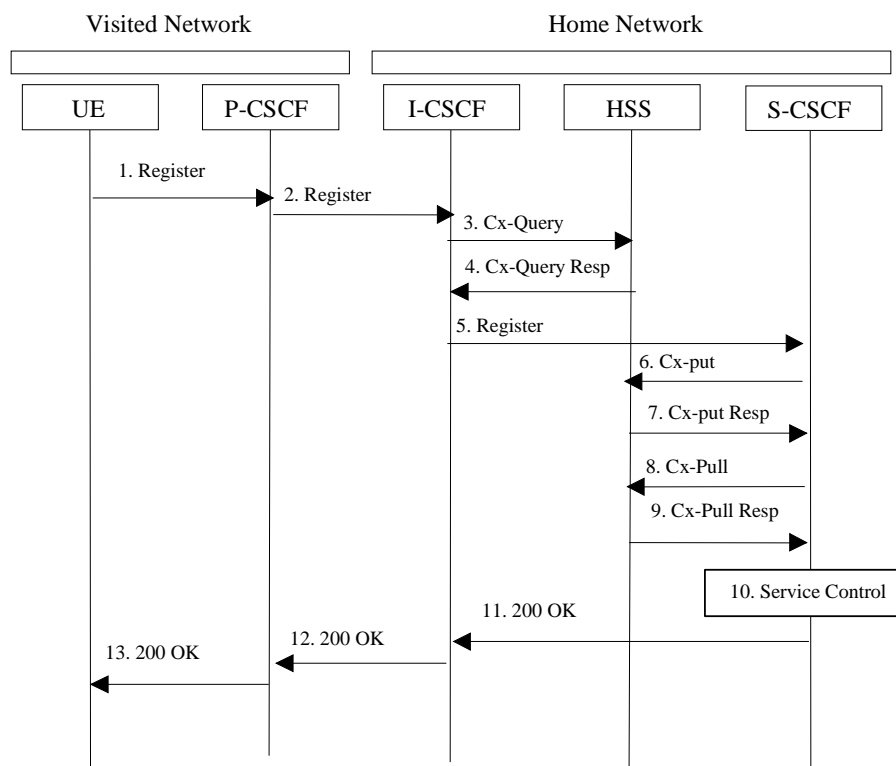 Visited Network
Home Network
UE
P-CSCF
I-CSCF
HSS
S-CSCF
1. Register
2. Register
3. Cx-Query
4. Cx-Query Resp
5. Register
6. Cx-put
7. Cx-put Resp
8. Cx-Pull
9. Cx-Pull Resp
10. Service Control
11. 200 OK
12. 200 OK
13. 200 OK